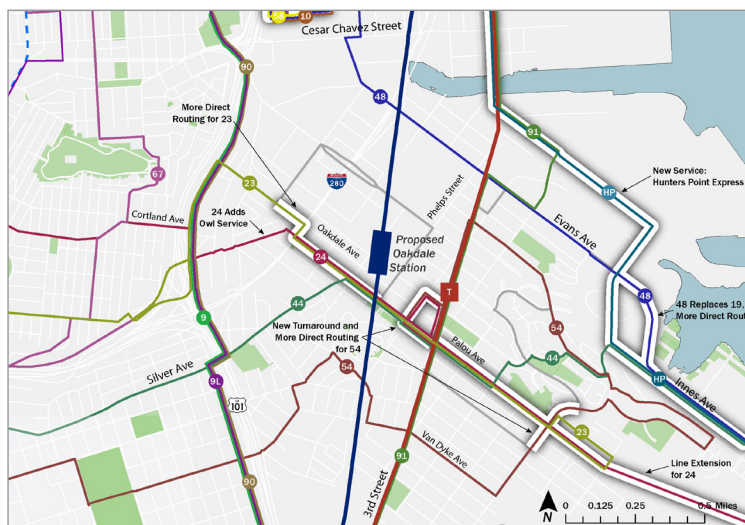 58
10
Cesar Chavez Street
90
48
More Direct
Routing for 23
91
67
23
INTERSTATE
280
Phelps Street
HP
New Service:
Hunters Point Express
Cortland Ave
24 Adds
Owl Service
Oakdale Ave
24
Proposed
Oakdale
Station
Evans Ave
T
48
48 Replaces 19,
More Direct Rout
44
9
New Turnaround and
More Direct Routing
for 54
54
Palou Ave
44
Silver Ave
54
9L
U.S.
101
HP
Innes Ave
23
Van Dyke Ave
91
3rd Street
90
Line Extension
for 24
N
0
0.125
0.25
0.5 Miles